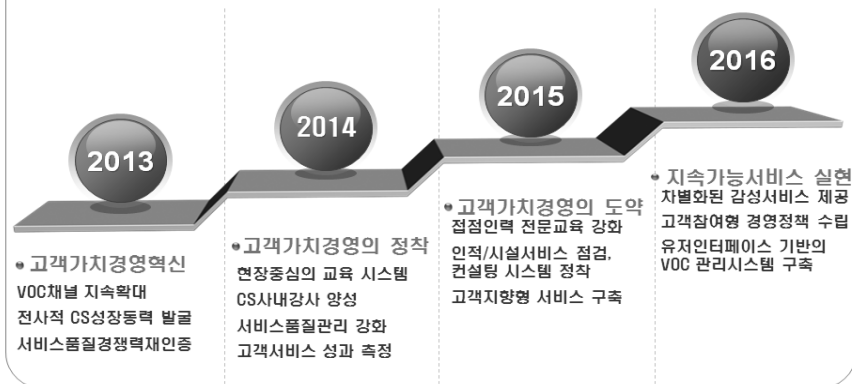 2013
• 고객가치경영혁신
VOC채널 지속확대
전사적 CS성장동력 발굴
서비스품질경쟁력재인증
2014
•고객가치경영의 정착
현장중심의 교육 시스템
CS사내강사 양성
서비스품질관리 강화
고객서비스 성과 측정
2015
•고객가치경영의 도약
접점인력 전문교육 강화
인적/시설서비스 점검,
컨설팅 시스템 정착
고객지향형 서비스 구축
2016
• 지속가능서비스 실현
차별화된 감성서비스 제공
고객참여형 경영정책 수립
유저인터페이스 기반의
VOC 관리시스템 구축